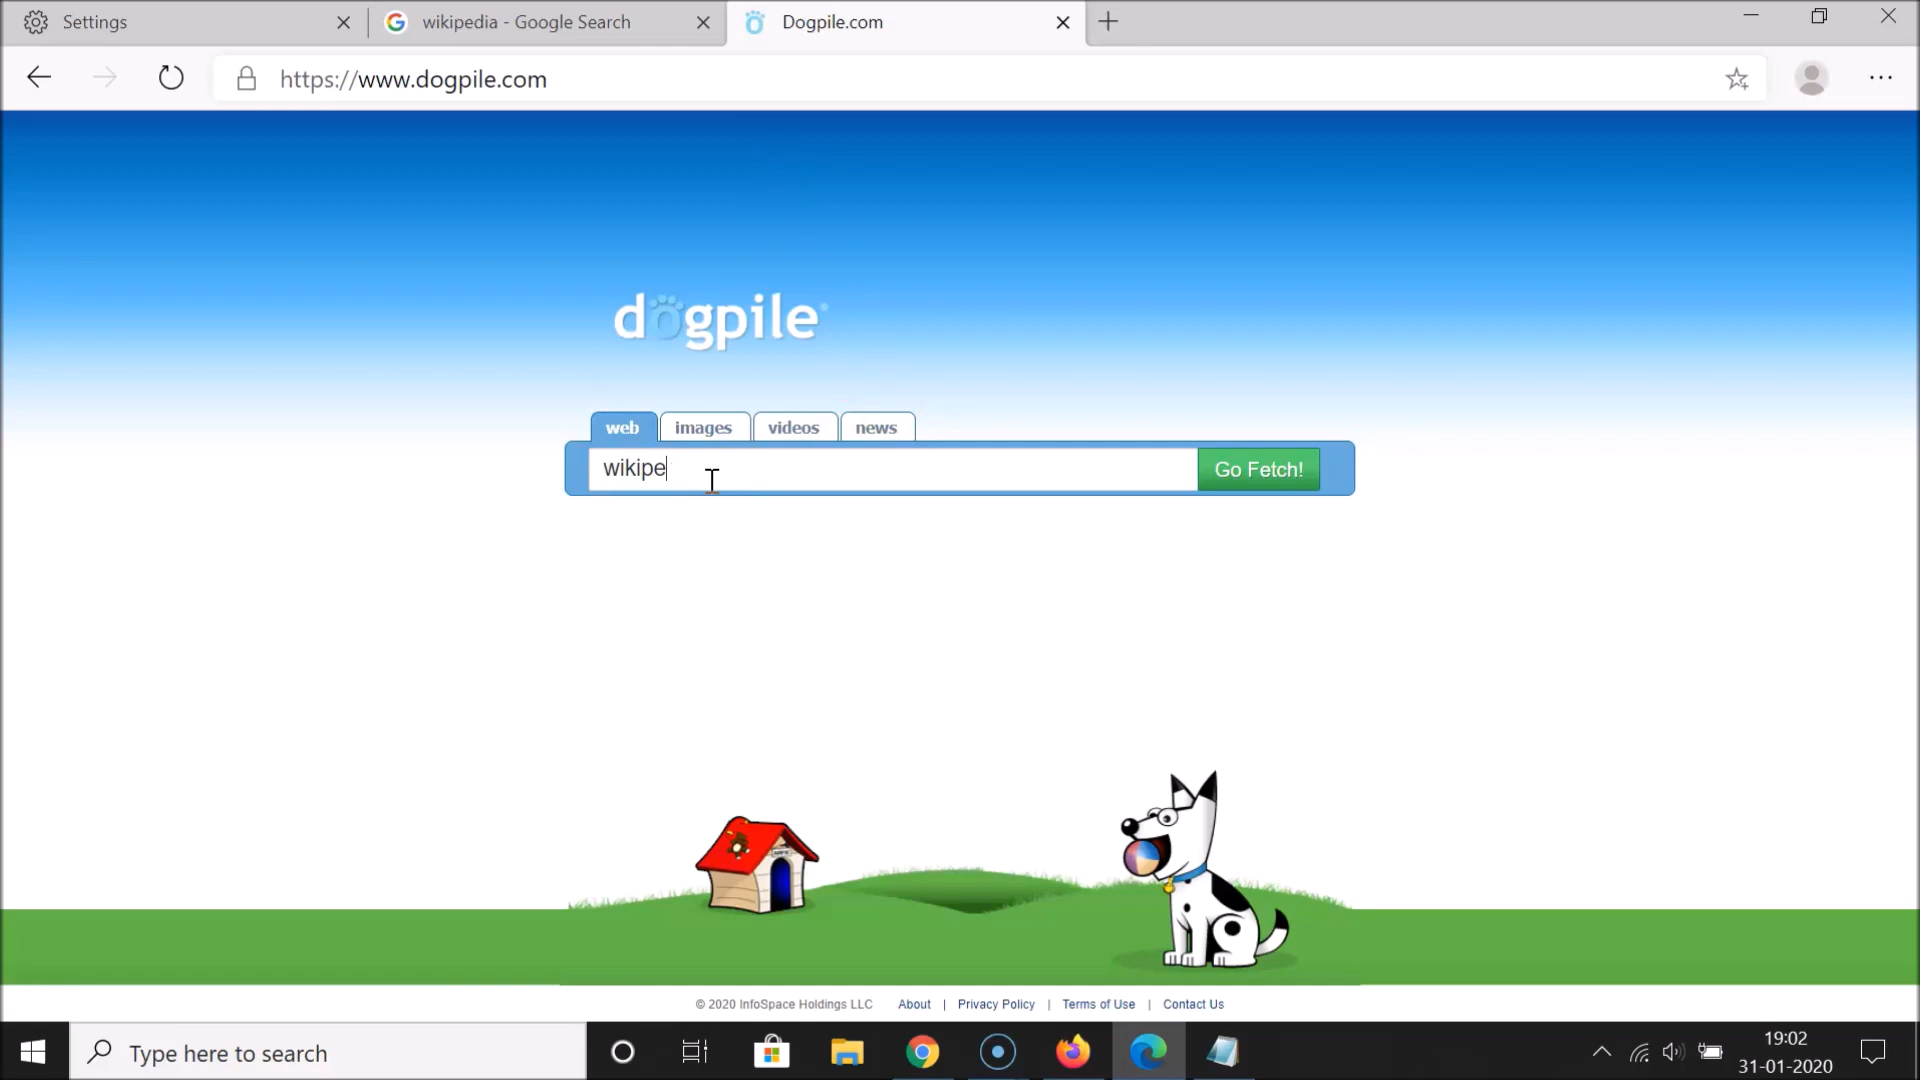 Settings
wikipedia - Google Search
Dogpile.com
https://www.dogpile.com
dogpile
web
images
videos
news
wikipe
Go Fetch!
© 2020 InfoSpace Holdings LLC About | Privacy Policy | Terms of Use | Contact Us
Type here to search
19:02
31-01-2020